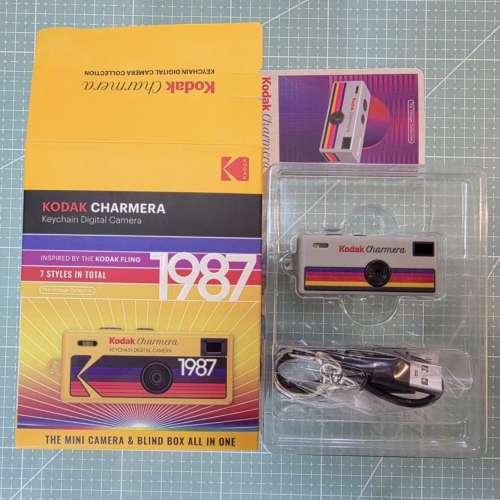 KEYCHAIN DIGITAL CAMERA COLLECTION
Kodak Charmera
KODAK
KODAK CHARMERA
Keychain Digital Camera
INSPIRED BY THE KODAK FLING
7 STYLES IN TOTAL
1987
Kodak Charmera
KEYCHAIN DIGITAL CAMERA
1987
THE MINI CAMERA & BLIND BOX ALL IN ONE
Kodak Charmera
Kodak Charmera